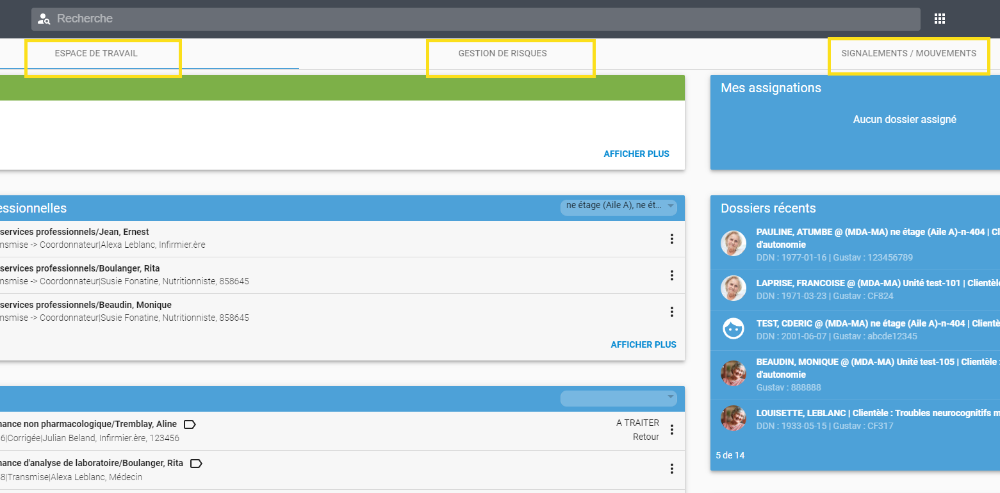 Recherche
ESPACE DE TRAVAIL
GESTION DE RISQUES
SIGNALEMENTS / MOUVEMENTS
AFFICHER PLUS
Mes assignations
Aucun dossier assigné
essionnelles
ne étage (Aile A), ne ét...
services professionnels/Jean, Ernest
nsmise -> Coordonnateur|Alexa Leblanc, Infirmier.ère
services professionnels/Boulanger, Rita
nsmise -> Coordonnateur|Susie Fonatine, Nutritionniste, 858645
services professionnels/Beaudin, Monique
nsmise -> Coordonnateur|Susie Fonatine, Nutritionniste, 858645
AFFICHER PLUS
nance non pharmacologique/Tremblay, Aline
6|Corrigée|Julian Beland, Infirmier.ère, 123456
A TRAITER
Retour
nance d'analyse de laboratoire/Boulanger, Rita
8|Transmise|Alexa Leblanc, Médecin
Dossiers récents
PAULINE, ATUMBE @ (MDA-MA) ne étage (Aile A)-n-404 | Cl
d'autonomie
DDN : 1977-01-16 | Gustav : 123456789
LAPRISE, FRANCOISE @ (MDA-MA) Unité test-101 | Clientèle
DDN : 1971-03-23 | Gustav : CF824
TEST, CDERIC @ (MDA-MA) ne étage (Aile A)-n-404 | Clientè
DDN : 2001-06-07 | Gustav : abcde12345
BEAUDIN, MONIQUE @ (MDA-MA) Unité test-105 | Clientèle :
d'autonomie
Gustav : 888888
LOUISETTE, LEBLANC | Clientèle : Troubles neurocognitifs m
DDN : 1933-05-15 | Gustav : CF317
5 de 14